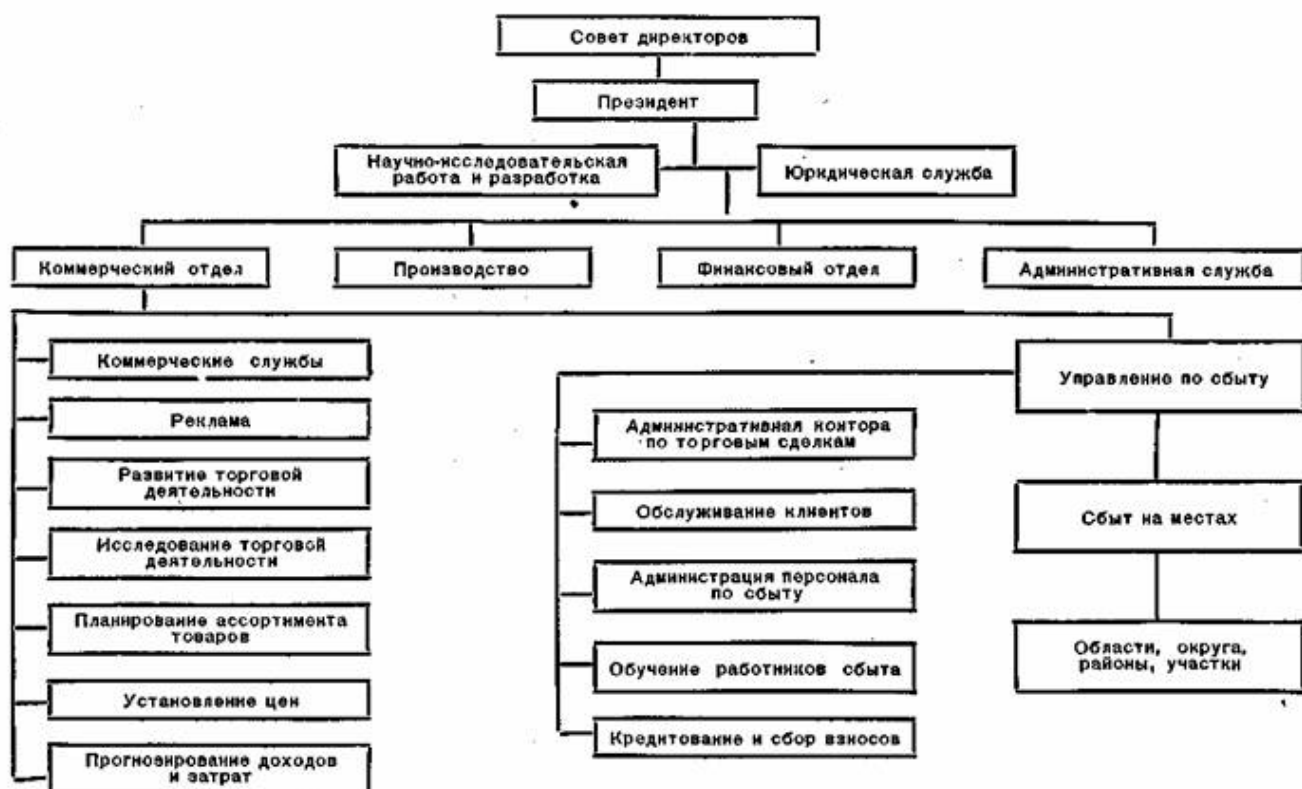 Совет директоров
Президент
Научно-исследовательская
работа и разработка
Юридическая служба
Коммерческий отдел
Производство
Финансовый отдел
Административная служба
Коммерческие службы
Реклама
Развитие торговой
деятельности
Исследование торговой
деятельности
Планирование ассортимента
товаров
Установление цен
Прогнозирование доходов
и затрат
Административная контора
по торговым сделкам
Обслуживание клиентов
Администрация персонала
по сбыту
Обучение работников сбыта
Кредитование и сбор взносов
Управление по сбыту
Сбыт на местах
Области, округа,
районы, участки